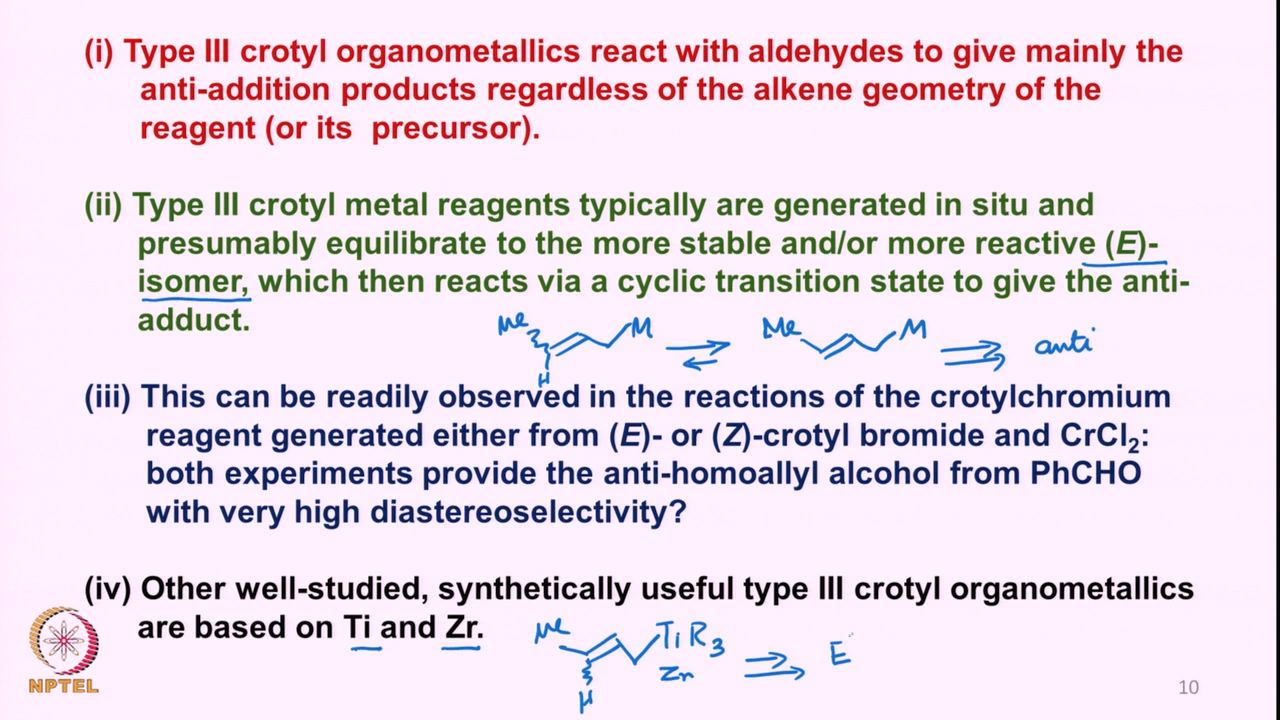 (i) Type III crotyl organometallics react with aldehydes to give mainly the
anti-addition products regardless of the alkene geometry of the
reagent (or its precursor).
(ii) Type III crotyl metal reagents typically are generated in situ and
presumably equilibrate to the more stable and/or more reactive (E)-
isomer, which then reacts via a cyclic transition state to give the anti-
adduct.
Me M Me M anti
H
(iii) This can be readily observed in the reactions of the crotylchromium
reagent generated either from (E)- or (Z)-crotyl bromide and CrCl₂:
both experiments provide the anti-homoallyl alcohol from PhCHO
with very high diastereoselectivity?
(iv) Other well-studied, synthetically useful type III crotyl organometallics
are based on Ti and Zr.
Me TiR₃ E
Zr
H
NPTEL
10